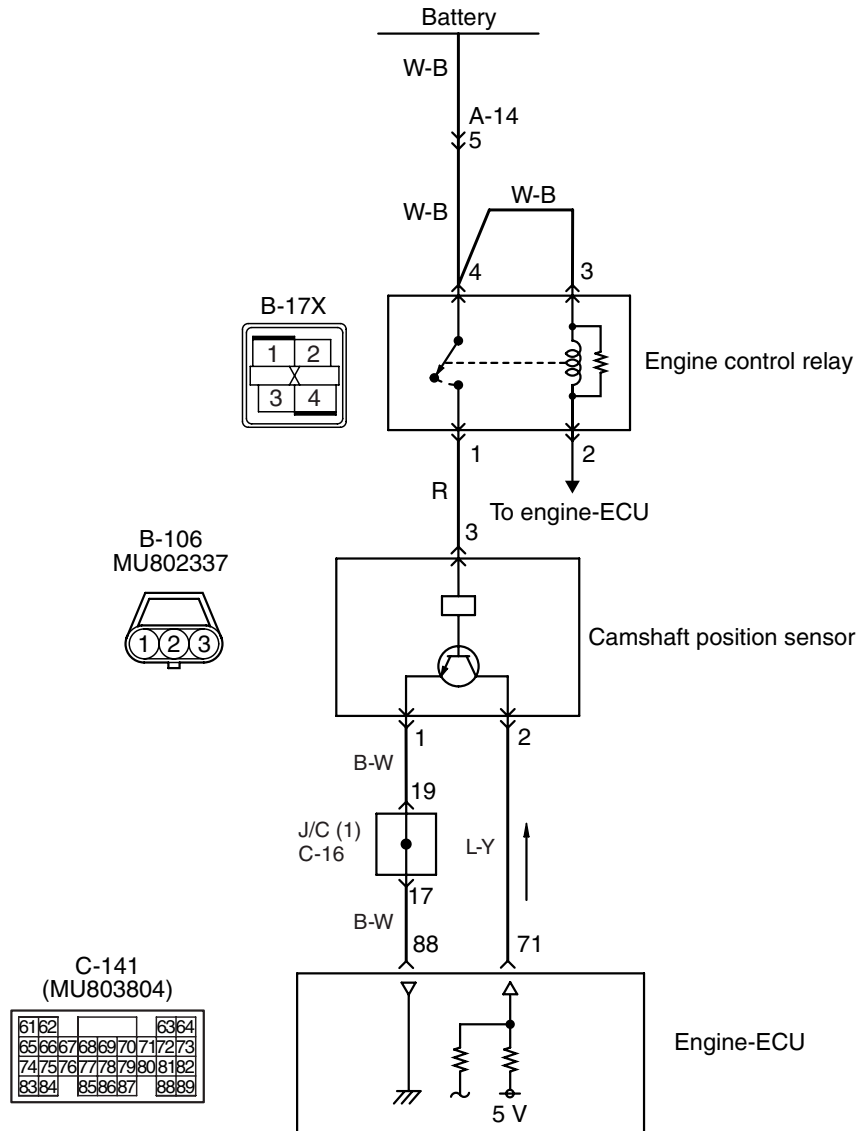 Battery
W-B
A-14
5
W-B
W-B
4
3
B-17X
1 2
3 4
Engine control relay
1
2
R
To engine-ECU
3
B-106
MU802337
1 2 3
Camshaft position sensor
1
2
B-W
19
J/C (1)
C-16
L-Y
17
B-W
88
71
C-141
(MU803804)
61 62 63 64
65 66 67 68 69 70 71 72 73
74 75 76 77 78 79 80 81 82
83 84 85 86 87 88 89
Engine-ECU
5 V